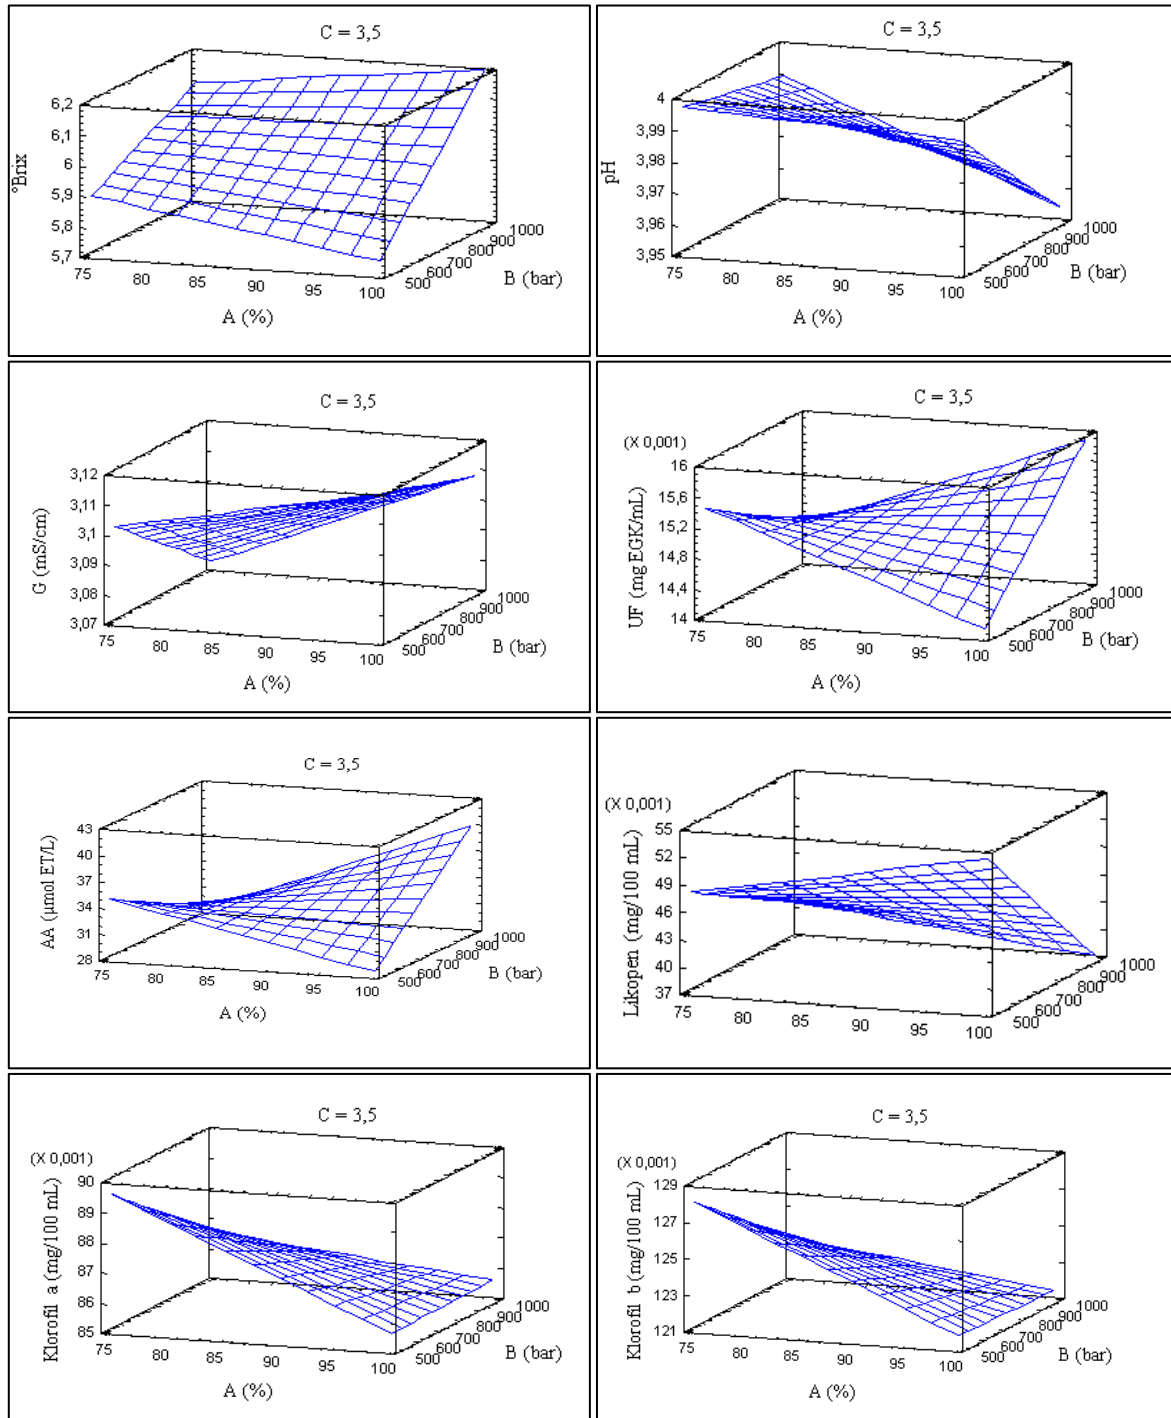 C = 3,5
°Brix
6,2
6,1
6
5,9
5,8
5,7
75 80 85 90 95 100
A (%)
500 600 700 800 900 1000
B (bar)
C = 3,5
pH
4
3,99
3,98
3,97
3,96
3,95
75 80 85 90 95 100
A (%)
500 600 700 800 900 1000
B (bar)
C = 3,5
G (mS/cm)
3,12
3,11
3,1
3,09
3,08
3,07
75 80 85 90 95 100
A (%)
500 600 700 800 900 1000
B (bar)
C = 3,5
(X 0,001)
UF (mg EGK/mL)
16
15,6
15,2
14,8
14,4
14
75 80 85 90 95 100
A (%)
500 600 700 800 900 1000
B (bar)
C = 3,5
AA (µmol ET/L)
43
40
37
34
31
28
75 80 85 90 95 100
A (%)
500 600 700 800 900 1000
B (bar)
(X 0,001)
Likopen (mg/100 mL)
55
52
49
46
43
40
37
75 80 85 90 95 100
A (%)
500 600 700 800 900 1000
B (bar)
C = 3,5
(X 0,001)
Klorofil a (mg/100 mL)
90
89
88
87
86
85
75 80 85 90 95 100
A (%)
500 600 700 800 900 1000
B (bar)
C = 3,5
(X 0,001)
Klorofil b (mg/100 mL)
129
127
125
123
121
75 80 85 90 95 100
A (%)
500 600 700 800 900 1000
B (bar)